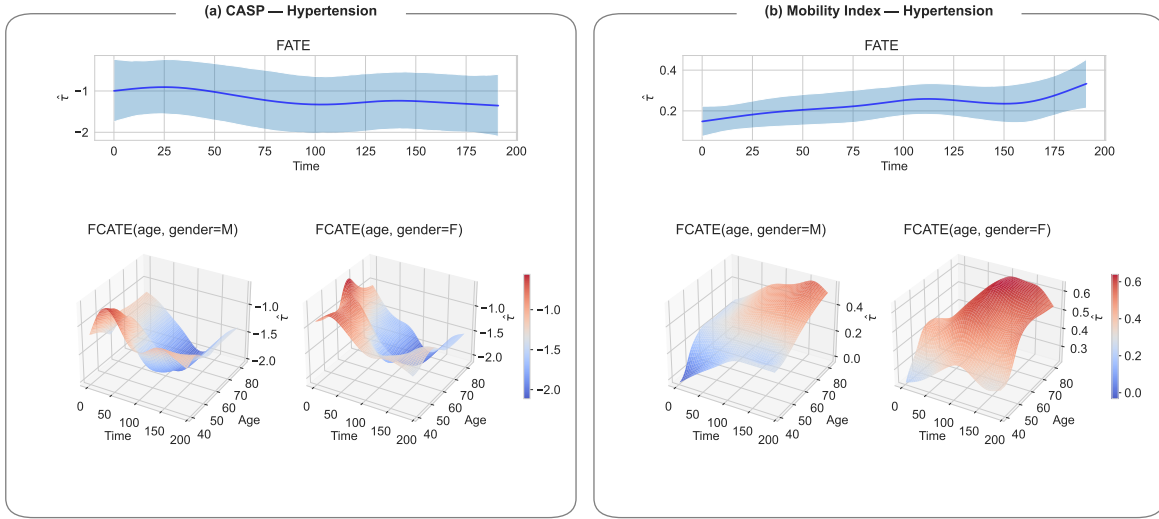 (a) CASP — Hypertension
FATE
τ̂
−1
−2
0 25 50 75 100 125 150 175 200
Time
FCATE(age, gender=M)
−1.0
−1.5
−2.0
τ̂
0 50 100 150 200
Time
40 50 60 70 80
Age
FCATE(age, gender=F)
−1.0
−1.5
−2.0
τ̂
0 50 100 150 200
Time
40 50 60 70 80
Age
−1.0
−1.5
−2.0
(b) Mobility Index — Hypertension
FATE
τ̂
0.4
0.2
0 25 50 75 100 125 150 175 200
Time
FCATE(age, gender=M)
0.4
0.2
0.0
τ̂
0 50 100 150 200
Time
40 50 60 70 80
Age
FCATE(age, gender=F)
0.6
0.5
0.4
0.3
τ̂
0 50 100 150 200
Time
40 50 60 70 80
Age
0.6
0.4
0.2
0.0